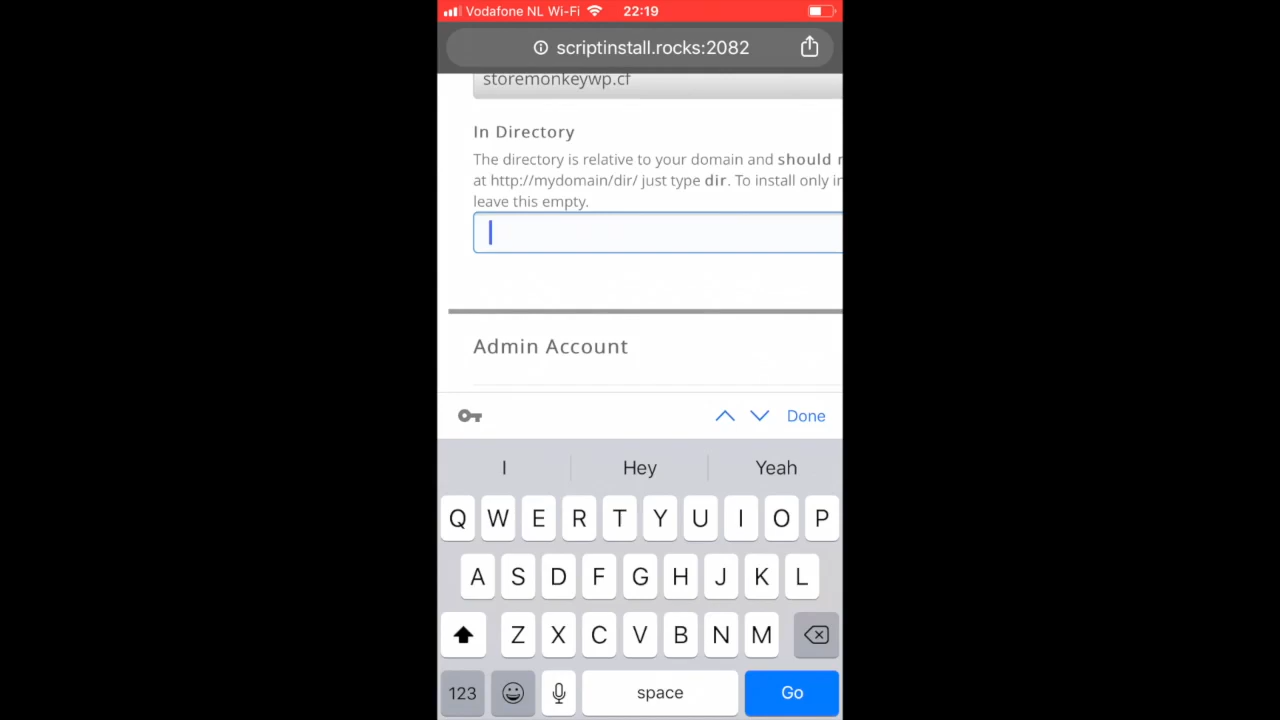 Vodafone NL Wi-Fi 22:19
scriptinstall.rocks:2082
storemonkeywp.cf
In Directory
The directory is relative to your domain and should
at http://mydomain/dir/ just type dir. To install only
leave this empty.
Admin Account
Done
I Hey Yeah
Q W E R T Y U I O P
A S D F G H J K L
Z X C V B N M
123 space Go